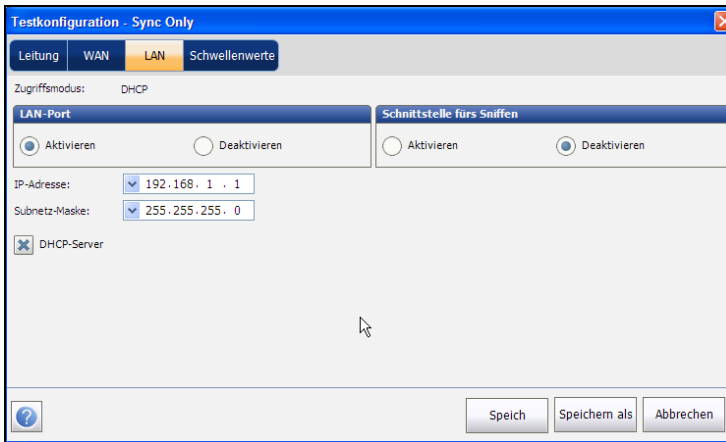 Testkonfiguration - Sync Only
Leitung WAN LAN Schwellenwerte
Zugriffsmodus: DHCP
LAN-Port
Aktivieren Deaktivieren
Schnittstelle fürs Sniffen
Aktivieren Deaktivieren
IP-Adresse: 192.168. 1 . 1
Subnetz-Maske: 255.255.255. 0
DHCP-Server
? Speich Speichern als Abbrechen